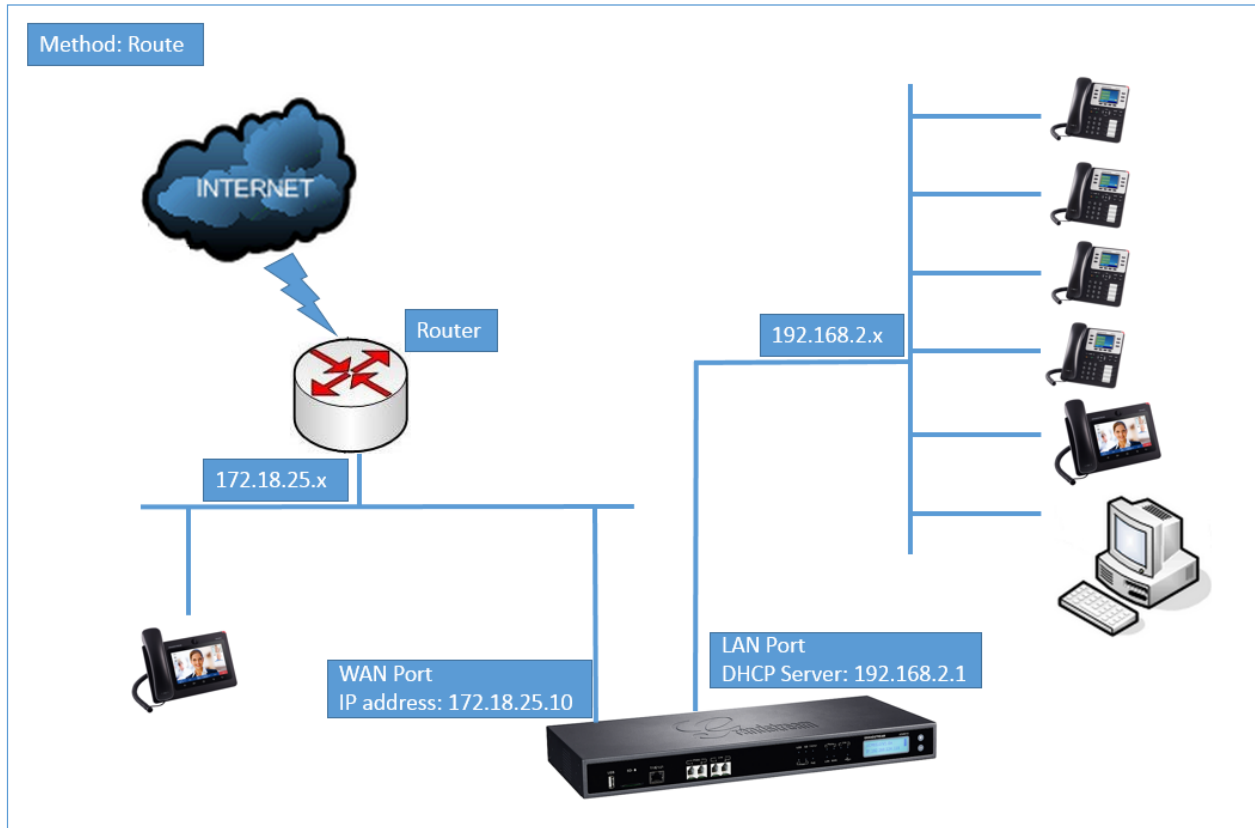 Method: Route
INTERNET
Router
192.168.2.x
172.18.25.x
LAN Port
DHCP Server: 192.168.2.1
WAN Port
IP address: 172.18.25.10
Grandstream